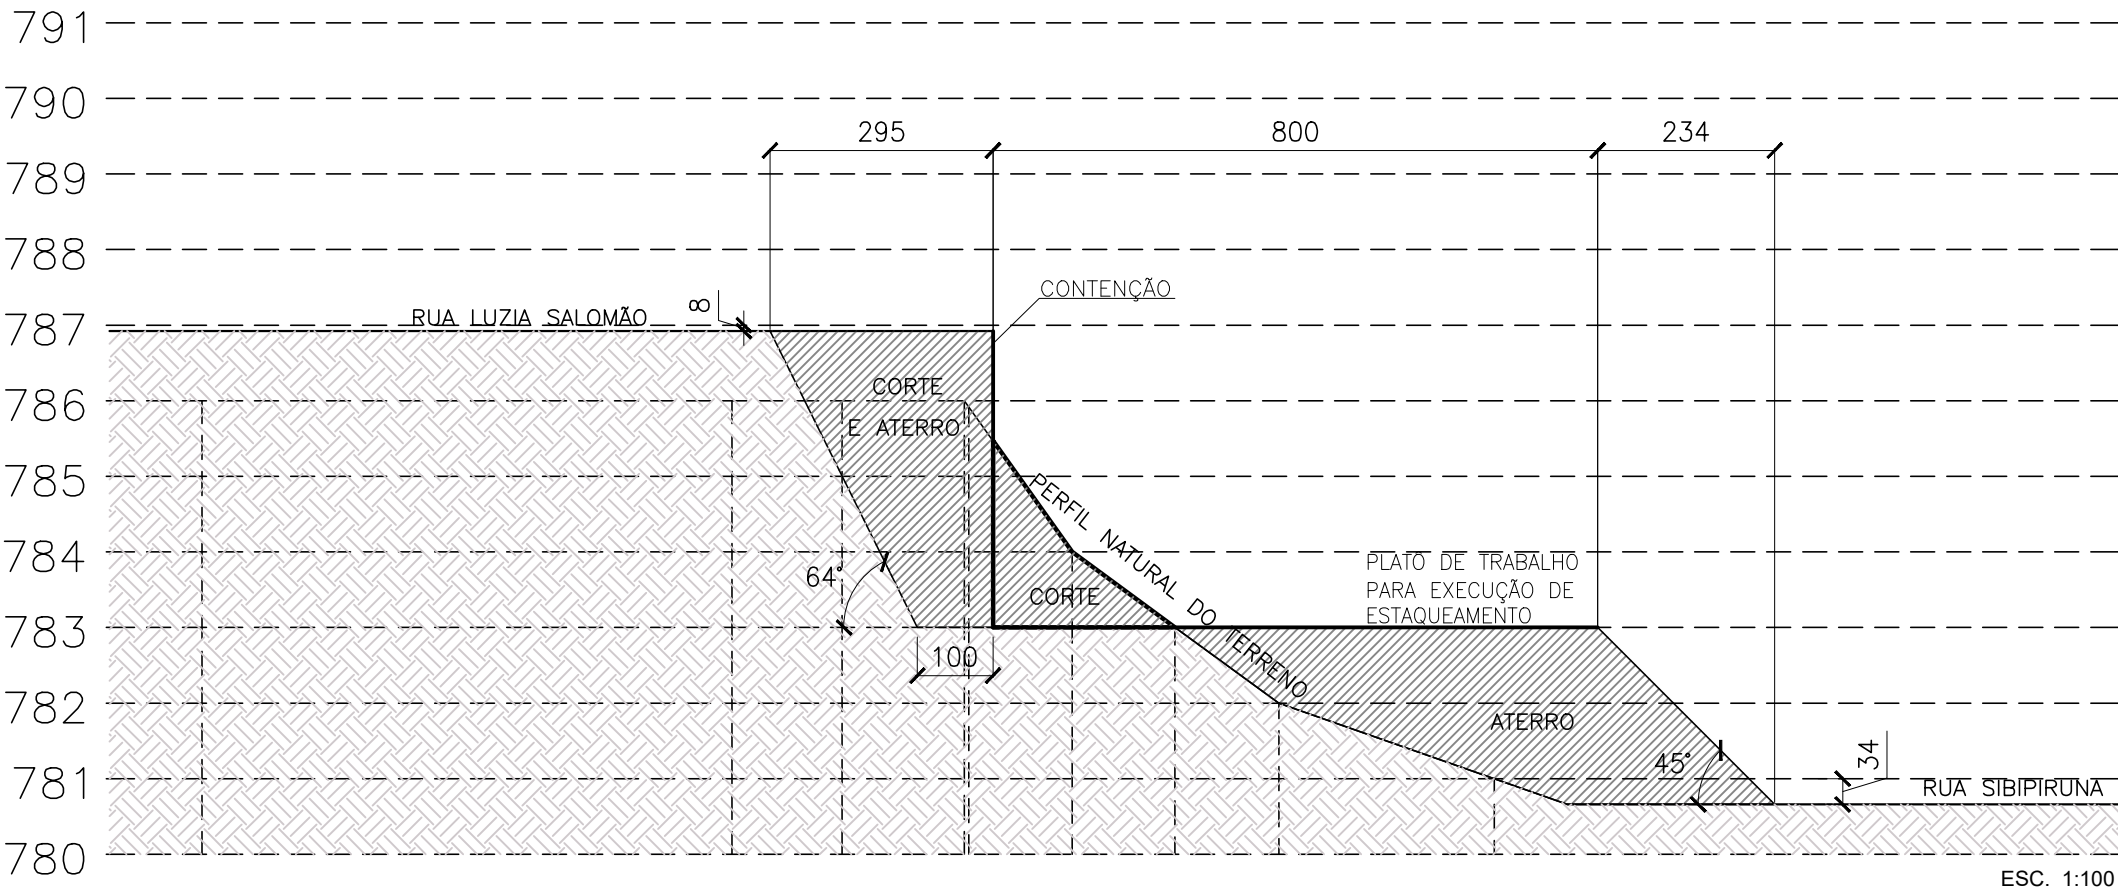 791
790
295
800
234
789
788
CONTENÇÃO
8
RUA LUZIA SALOMÃO
787
786
CORTE
E ATERRO
785
PERFIL NATURAL DO TERRENO
784
64°
CORTE
PLATO DE TRABALHO
PARA EXECUÇÃO DE
ESTAQUEAMENTO
783
100
782
ATERRO
45°
34
781
RUA SIBIPIRUNA
780
ESC. 1:100